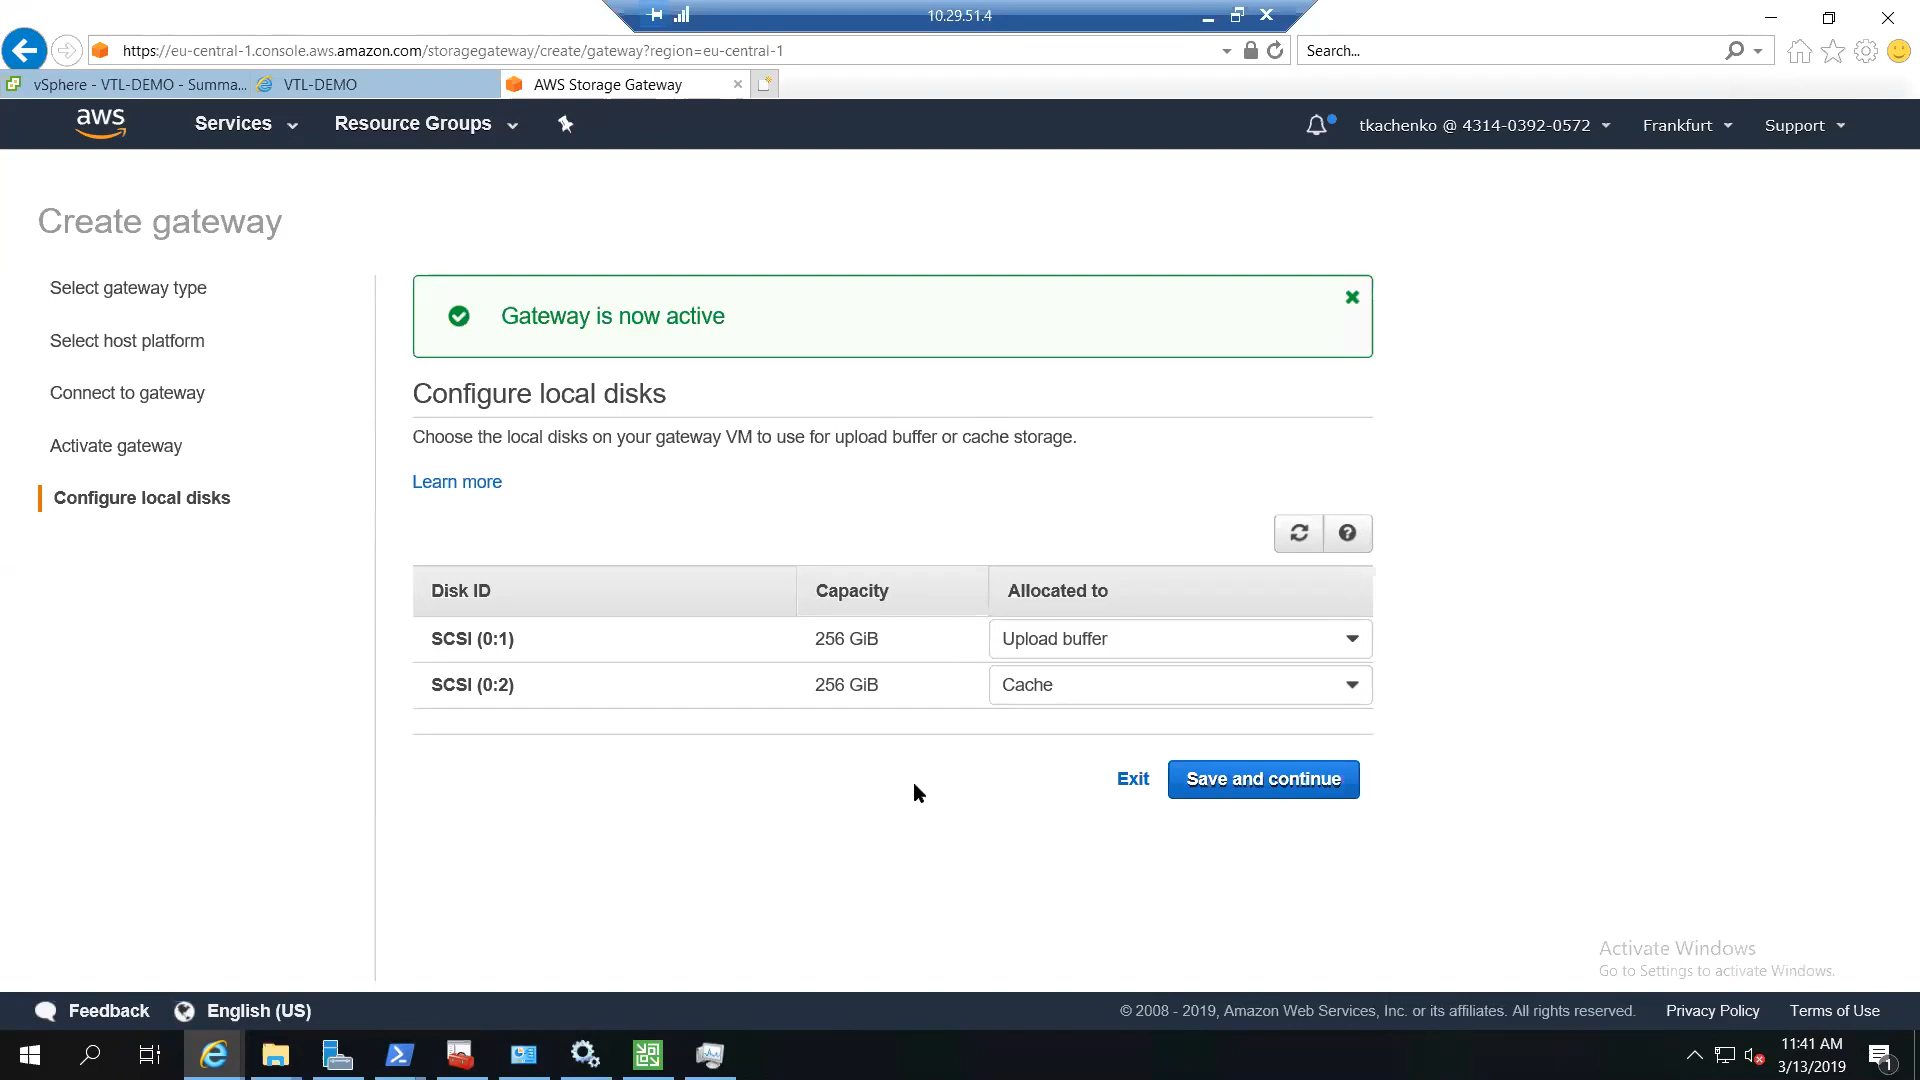 10.29.51.4
https://eu-central-1.console.aws.amazon.com/storagegateway/create/gateway?region=eu-central-1
Search...
vSphere - VTL-DEMO - Summa...
VTL-DEMO
AWS Storage Gateway
aws
Services
Resource Groups
tkachenko @ 4314-0392-0572
Frankfurt
Support
Create gateway
Select gateway type
Select host platform
Connect to gateway
Activate gateway
Configure local disks
Gateway is now active
Configure local disks
Choose the local disks on your gateway VM to use for upload buffer or cache storage.
Learn more
Disk ID Capacity Allocated to
SCSI (0:1) 256 GiB Upload buffer
SCSI (0:2) 256 GiB Cache
Exit
Save and continue
Activate Windows
Go to Settings to activate Windows.
Feedback
English (US)
© 2008 - 2019, Amazon Web Services, Inc. or its affiliates. All rights reserved.
Privacy Policy
Terms of Use
11:41 AM
3/13/2019
1